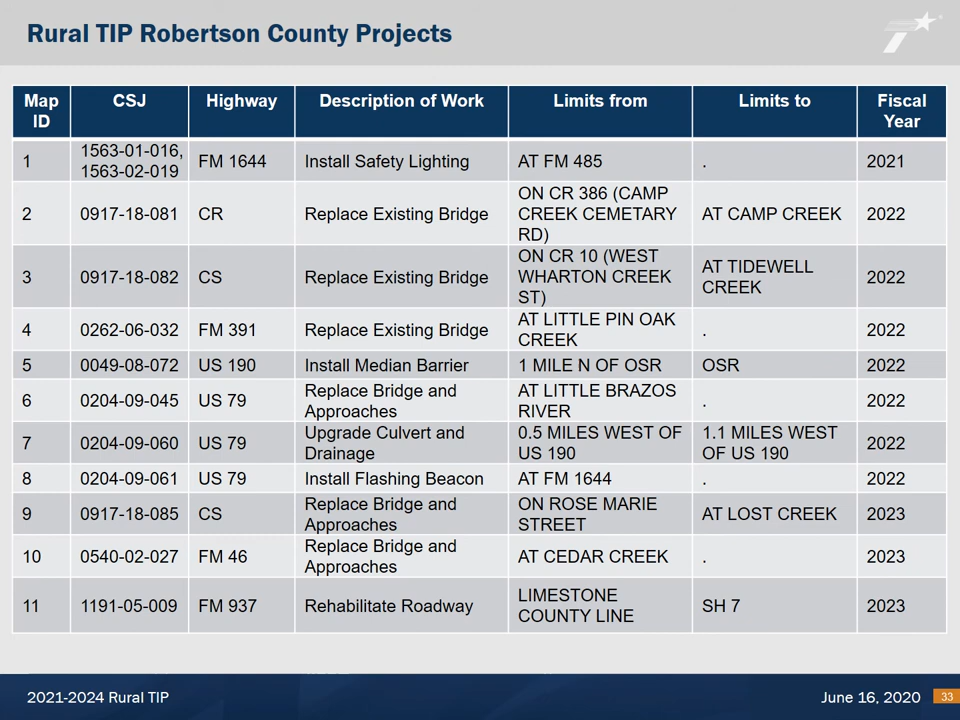 Rural TIP Robertson County Projects
Map ID CSJ Highway Description of Work Limits from Limits to Fiscal Year
1 1563-01-016, 1563-02-019 FM 1644 Install Safety Lighting AT FM 485 . 2021
2 0917-18-081 CR Replace Existing Bridge ON CR 386 (CAMP CREEK CEMETARY RD) AT CAMP CREEK 2022
3 0917-18-082 CS Replace Existing Bridge ON CR 10 (WEST WHARTON CREEK ST) AT TIDEWELL CREEK 2022
4 0262-06-032 FM 391 Replace Existing Bridge AT LITTLE PIN OAK CREEK . 2022
5 0049-08-072 US 190 Install Median Barrier 1 MILE N OF OSR OSR 2022
6 0204-09-045 US 79 Replace Bridge and Approaches AT LITTLE BRAZOS RIVER . 2022
7 0204-09-060 US 79 Upgrade Culvert and Drainage 0.5 MILES WEST OF US 190 1.1 MILES WEST OF US 190 2022
8 0204-09-061 US 79 Install Flashing Beacon AT FM 1644 . 2022
9 0917-18-085 CS Replace Bridge and Approaches ON ROSE MARIE STREET AT LOST CREEK 2023
10 0540-02-027 FM 46 Replace Bridge and Approaches AT CEDAR CREEK . 2023
11 1191-05-009 FM 937 Rehabilitate Roadway LIMESTONE COUNTY LINE SH 7 2023
2021-2024 Rural TIP June 16, 2020 33